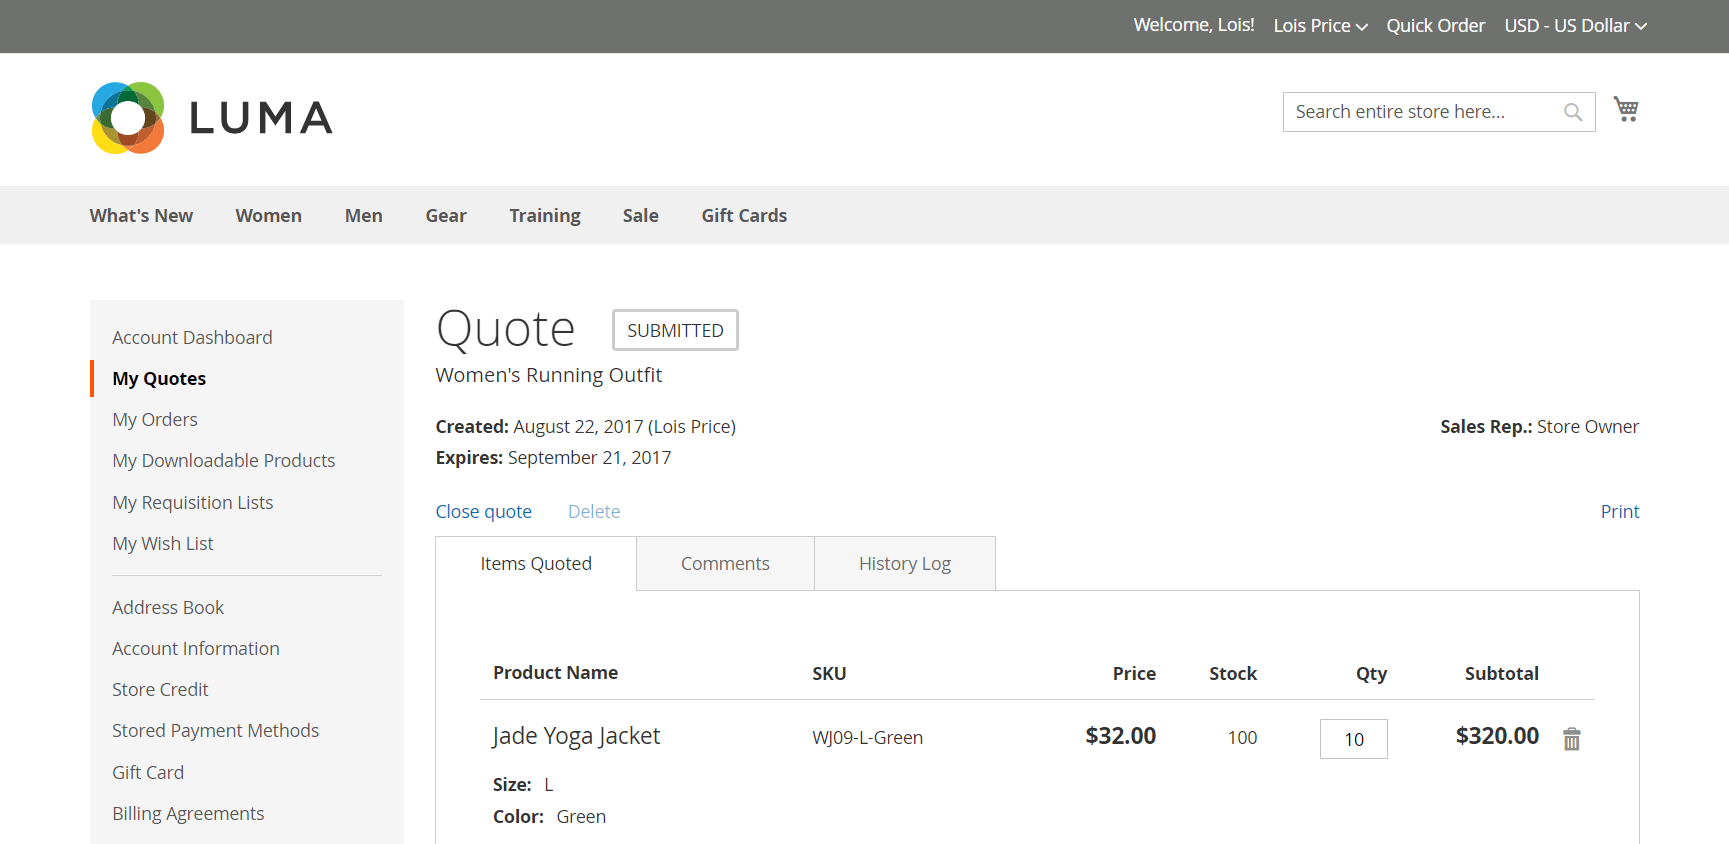 Welcome, Lois! Lois Price Quick Order USD - US Dollar
LUMA
Search entire store here...
What's New Women Men Gear Training Sale Gift Cards
Account Dashboard
My Quotes
My Orders
My Downloadable Products
My Requisition Lists
My Wish List
Address Book
Account Information
Store Credit
Stored Payment Methods
Gift Card
Billing Agreements
Quote SUBMITTED
Women's Running Outfit
Created: August 22, 2017 (Lois Price)
Sales Rep.: Store Owner
Expires: September 21, 2017
Close quote Delete Print
Items Quoted Comments History Log
Product Name SKU Price Stock Qty Subtotal
Jade Yoga Jacket WJ09-L-Green $32.00 100 10 $320.00
Size: L
Color: Green